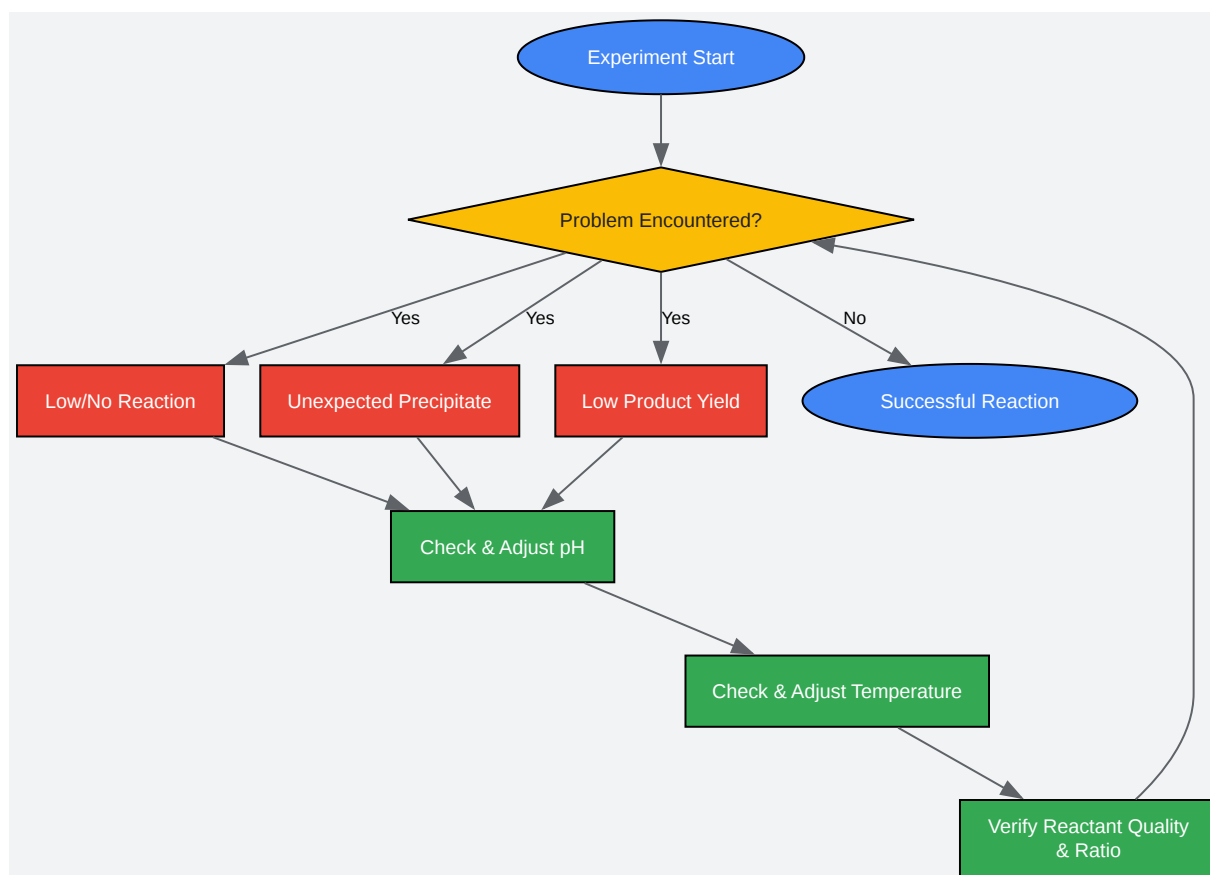 Experiment Start
Problem Encountered?
Yes
Yes
Yes
No
Low/No Reaction
Unexpected Precipitate
Low Product Yield
Successful Reaction
Check & Adjust pH
Check & Adjust Temperature
Verify Reactant Quality
& Ratio